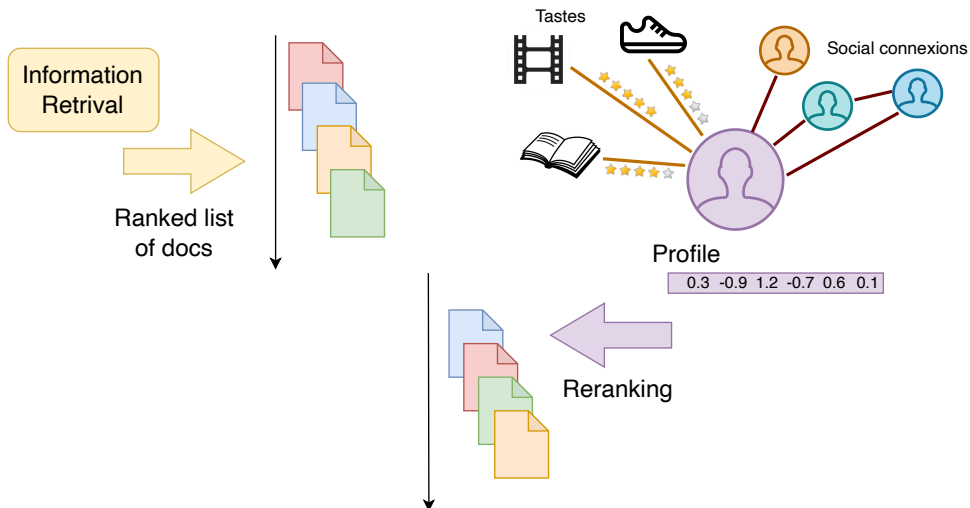 Tastes
Social connexions
Information
Retrival
Ranked list
of docs
Profile
0.3 -0.9 1.2 -0.7 0.6 0.1
Reranking